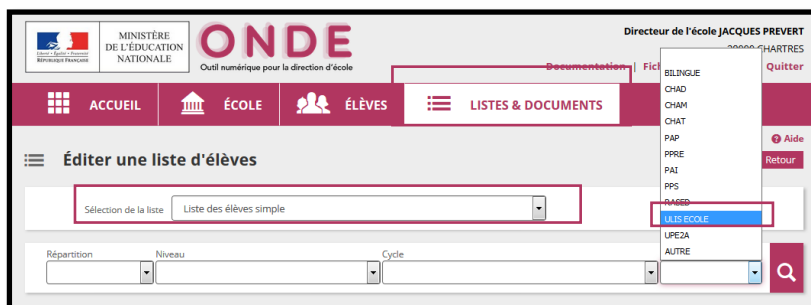 MINISTÈRE
DE L'ÉDUCATION
NATIONALE
Liberté • Égalité • Fraternité
RÉPUBLIQUE FRANÇAISE
ONDE
Outil numérique pour la direction d'école
Directeur de l'école JACQUES PREVERT
CHARTRES
Documentation | Quitter
ACCUEIL
ÉCOLE
ÉLÈVES
LISTES & DOCUMENTS
Aide
Éditer une liste d'élèves
Retour
Sélection de la liste
Liste des élèves simple
BILINGUE
CHAD
CHAM
CHAT
PAP
PPRE
PAI
PPS
RASED
ULIS ECOLE
UPE2A
AUTRE
Répartition
Niveau
Cycle